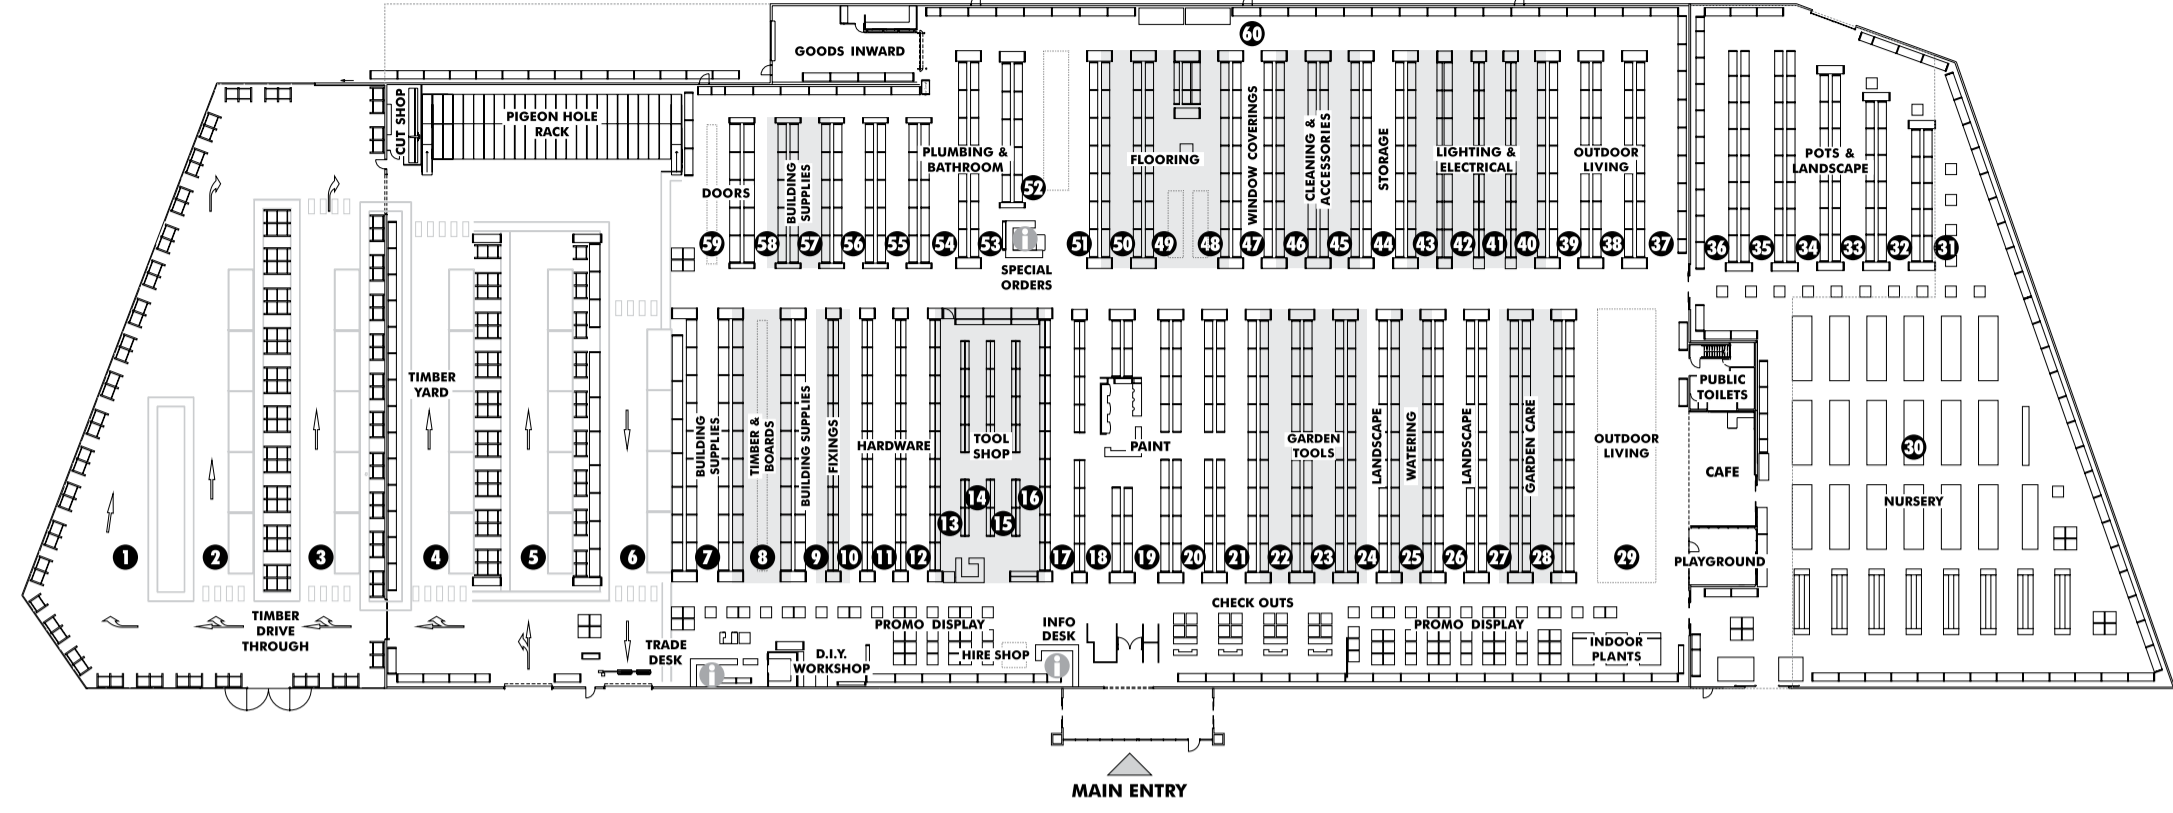 60
GOODS INWARD
CUT SHOP
PIGEON HOLE
RACK
PLUMBING &
BATHROOM
FLOORING
WINDOW COVERINGS
CLEANING &
ACCESSORIES
STORAGE
LIGHTING &
ELECTRICAL
OUTDOOR
LIVING
POTS &
LANDSCAPE
DOORS
BUILDING
SUPPLIES
52
59
58
57
56
55
54
53
i
51
50
49
48
47
46
45
44
43
42
41
40
39
38
37
36
35
34
33
32
31
SPECIAL
ORDERS
TIMBER
YARD
BUILDING
SUPPLIES
TIMBER &
BOARDS
BUILDING SUPPLIES
FIXINGS
HARDWARE
TOOL
SHOP
PAINT
GARDEN
TOOLS
LANDSCAPE
WATERING
LANDSCAPE
GARDEN CARE
OUTDOOR
LIVING
PUBLIC
TOILETS
CAFE
30
NURSERY
14
16
13
15
1
2
3
4
5
6
7
8
9
10
11
12
17
18
19
20
21
22
23
24
25
26
27
28
29
PLAYGROUND
TIMBER
DRIVE
THROUGH
TRADE
DESK
i
D.I.Y.
WORKSHOP
PROMO DISPLAY
HIRE SHOP
INFO
DESK
i
CHECK OUTS
PROMO DISPLAY
INDOOR
PLANTS
MAIN ENTRY